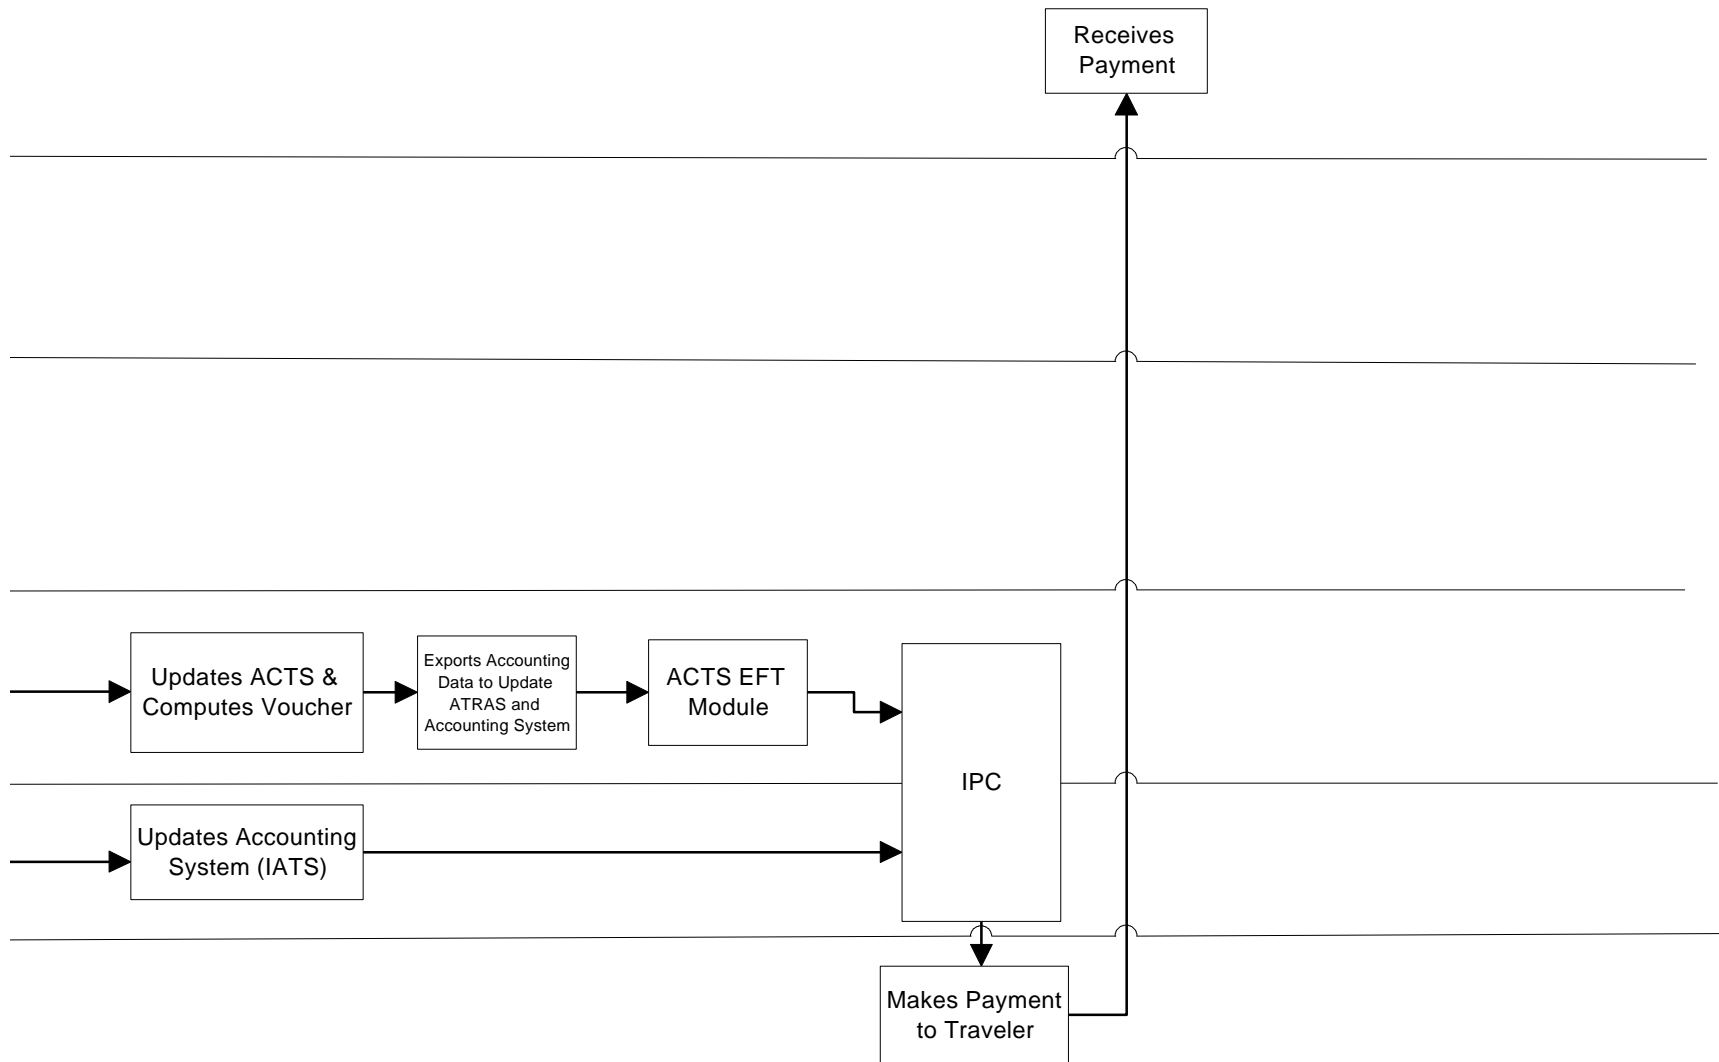 Receives
Payment
Updates ACTS &
Computes Voucher
Exports Accounting
Data to Update
ATRAS and
Accounting System
ACTS EFT
Module
IPC
Updates Accounting
System (IATS)
Makes Payment
to Traveler